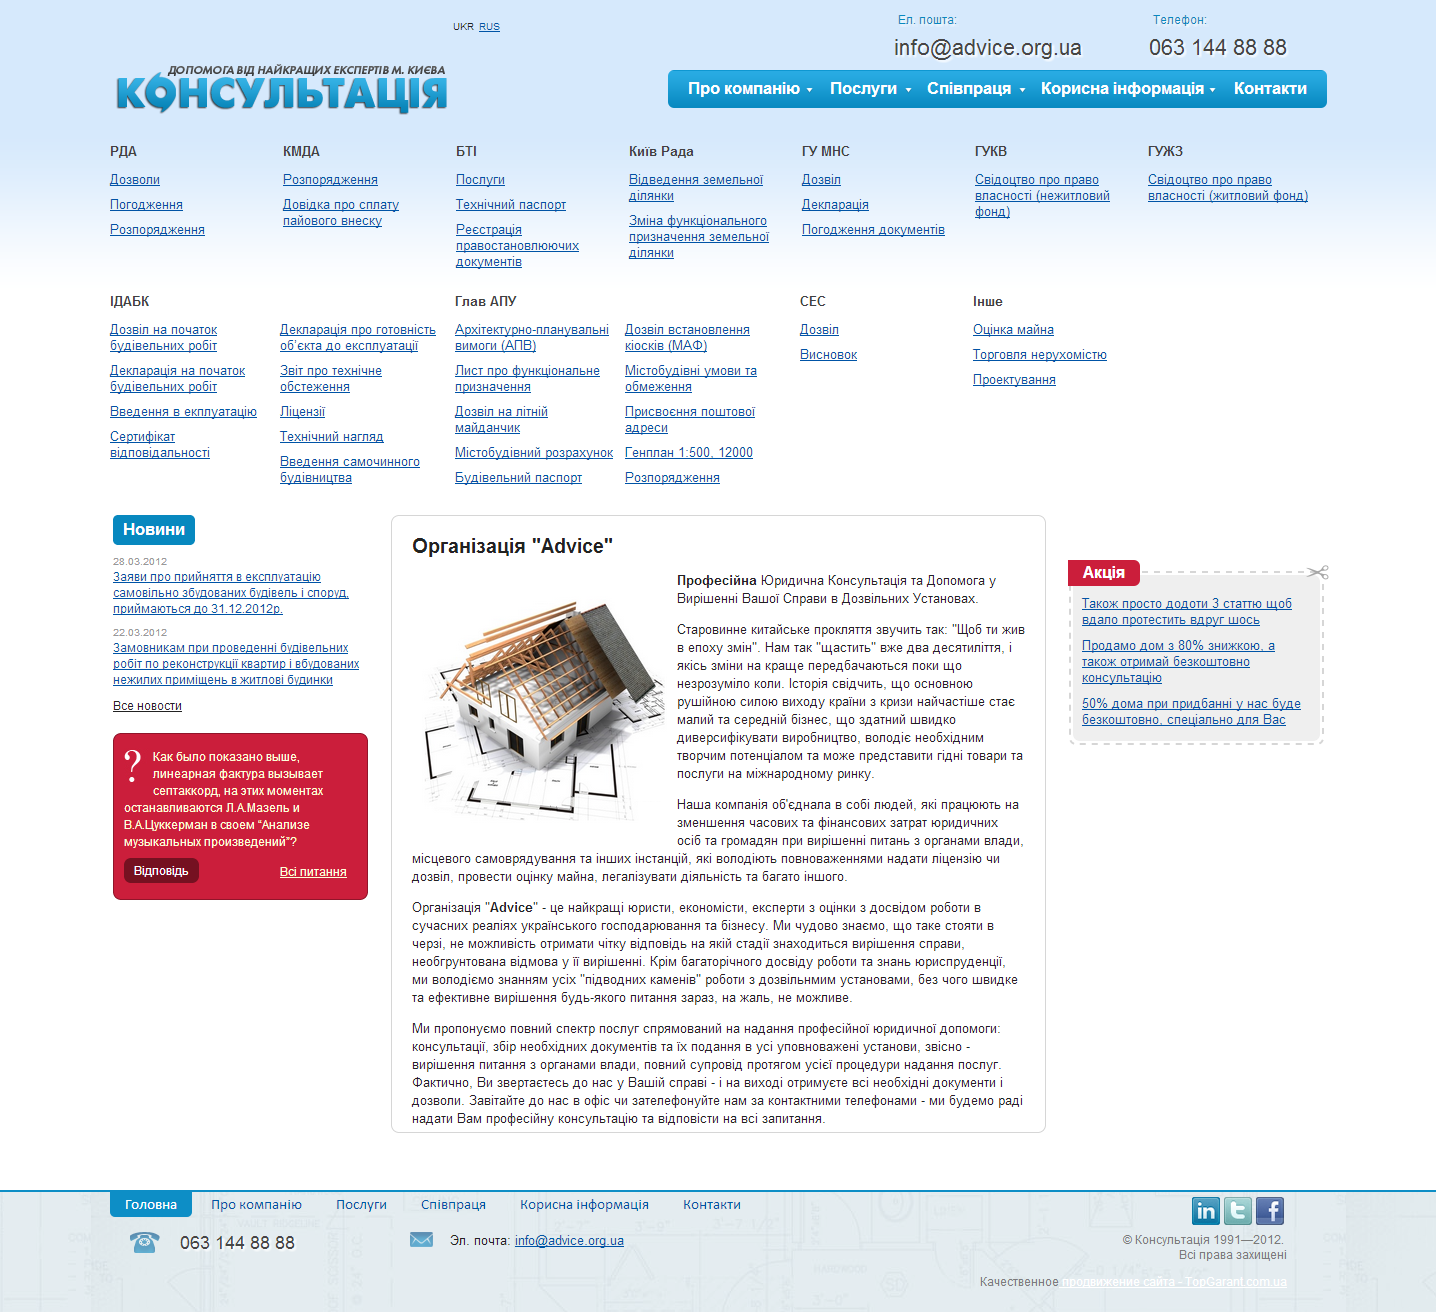 UKR RUS
Ел. пошта:
info@advice.org.ua
Телефон:
063 144 88 88
ДОПОМОГА ВІД НАЙКРАЩИХ ЕКСПЕРТІВ М. КИЄВА
КОНСУЛЬТАЦІЯ
Про компанію Послуги Співпраця Корисна інформація Контакти
РДА
Дозволи
Погодження
Розпорядження
КМДА
Розпорядження
Довідка про сплату
пайового внеску
БТІ
Послуги
Технічний паспорт
Реєстрація
правостановлюючих
документів
Київ Рада
Відведення земельної
ділянки
Зміна функціонального
призначення земельної
ділянки
ГУ МНС
Дозвіл
Декларація
Погодження документів
ГУКВ
Свідоцтво про право
власності (нежитловий
фонд)
ГУЖЗ
Свідоцтво про право
власності (житловий фонд)
ІДАБК
Дозвіл на початок
будівельних робіт
Декларація на початок
будівельних робіт
Введення в екплуатацію
Сертифікат
відповідальності
Декларація про готовність
об'єкта до експлуатації
Звіт про технічне
обстеження
Ліцензії
Технічний нагляд
Введення самочинного
будівництва
Глав АПУ
Архітектурно-планувальні
вимоги (АПВ)
Лист про функціональне
призначення
Дозвіл на літній
майданчик
Містобудівний розрахунок
Будівельний паспорт
Дозвіл встановлення
кіосків (МАФ)
Містобудівні умови та
обмеження
Присвоєння поштової
адреси
Генплан 1:500, 12000
Розпорядження
СЕС
Дозвіл
Висновок
Інше
Оцінка майна
Торговля нерухомістю
Проектування
Новини
28.03.2012
Заяви про прийняття в експлуатацію
самовільно збудованих будівель і споруд,
приймаються до 31.12.2012р.
22.03.2012
Замовникам при проведенні будівельних
робіт по реконструкції квартир і вбудованих
нежилих приміщень в житлові будинки
Все новости
? Как было показано выше,
линеарная фактура вызывает
септаккорд, на этих моментах
останавливаются Л.А.Мазель и
В.А.Цуккерман в своем "Анализе
музыкальных произведений"?
Відповідь Всі питання
Організація "Advice"
Професійна Юридична Консультація та Допомога у
Вирішенні Вашої Справи в Дозвільних Установах.
Старовинне китайське прокляття звучить так: "Щоб ти жив
в епоху змін". Нам так "щастить" вже два десятиліття, і
якісь зміни на краще передбачаються поки що
незрозуміло коли. Історія свідчить, що основною
рушійною силою виходу країни з кризи найчастіше стає
малий та середній бізнес, що здатний швидко
диверсифікувати виробництво, володіє необхідним
творчим потенціалом та може представити гідні товари та
послуги на міжнародному ринку.
Наша компанія об'єднала в собі людей, які працюють на
зменшення часових та фінансових затрат юридичних
осіб та громадян при вирішенні питань з органами влади,
місцевого самоврядування та інших інстанцій, які володіють повноваженнями надати ліцензію чи
дозвіл, провести оцінку майна, легалізувати діяльність та багато іншого.
Організація "Advice" - це найкращі юристи, економісти, експерти з оцінки з досвідом роботи в
сучасних реаліях українського господарювання та бізнесу. Ми чудово знаємо, що таке стояти в
черзі, не можливість отримати чітку відповідь на якій стадії знаходиться вирішення справи,
необгрунтована відмова у її вирішенні. Крім багаторічного досвіду роботи та знань юриспруденції,
ми володіємо знанням усіх "підводних каменів" роботи з дозвільнмим установами, без чого швидке
та ефективне вирішення будь-якого питання зараз, на жаль, не можливе.
Ми пропонуємо повний спектр послуг спрямований на надання професійної юридичної допомоги:
консультації, збір необхідних документів та їх подання в усі уповноважені установи, звісно -
вирішення питання з органами влади, повний супровід протягом усієї процедури надання послуг.
Фактично, Ви звертаєтесь до нас у Вашій справі - і на виході отримуєте всі необхідні документи і
дозволи. Завітайте до нас в офіс чи зателефонуйте нам за контактними телефонами - ми будемо раді
надати Вам професійну консультацію та відповісти на всі запитання.
Акція
Також просто додоти 3 статтю щоб
вдало протестить вдруг шось
Продамо дом з 80% знижкою, а
також отримай безкоштовно
консультацію
50% дома при придбанні у нас буде
безкоштовно, спеціально для Вас
Головна Про компанію Послуги Співпраця Корисна інформація Контакти
063 144 88 88
Эл. почта: info@advice.org.ua
in t f
© Консультація 1991—2012.
Всі права захищені
Качественное продвижение сайта - TopGarant.com.ua